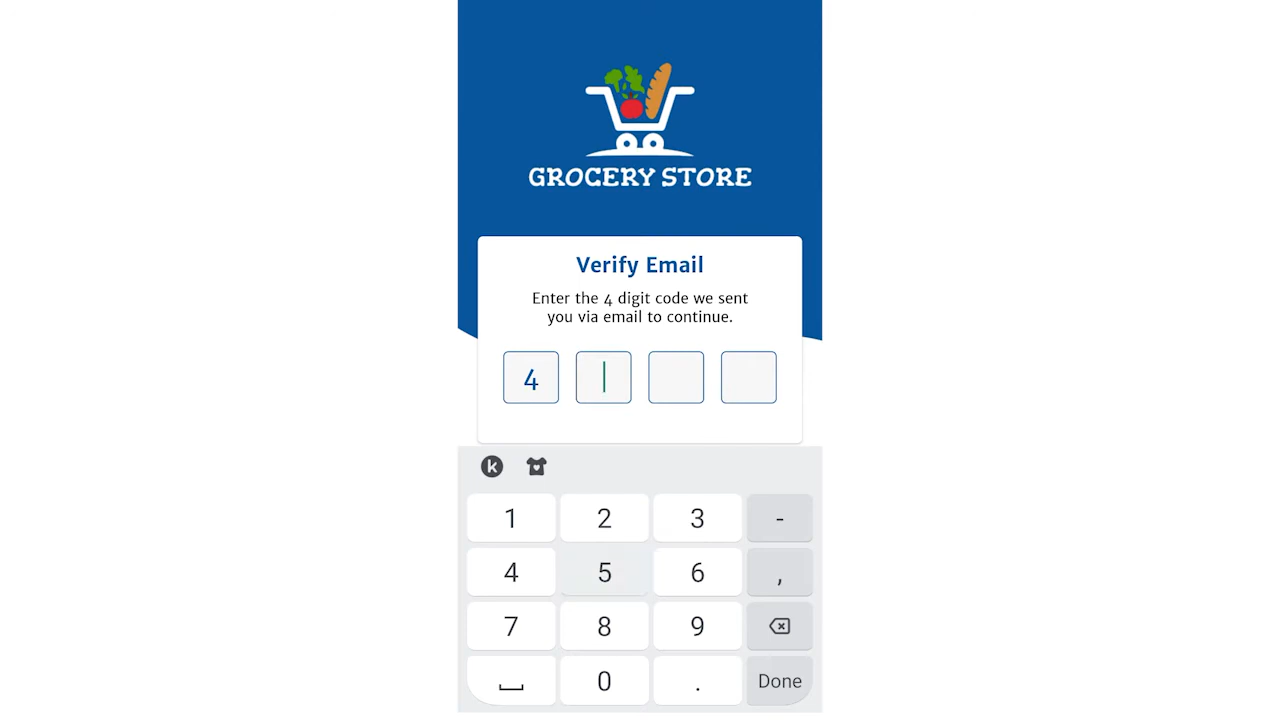 GROCERY STORE
Verify Email
Enter the 4 digit code we sent
you via email to continue.
4
k
1 2 3 -
4 5 6 ,
7 8 9
0 .
Done